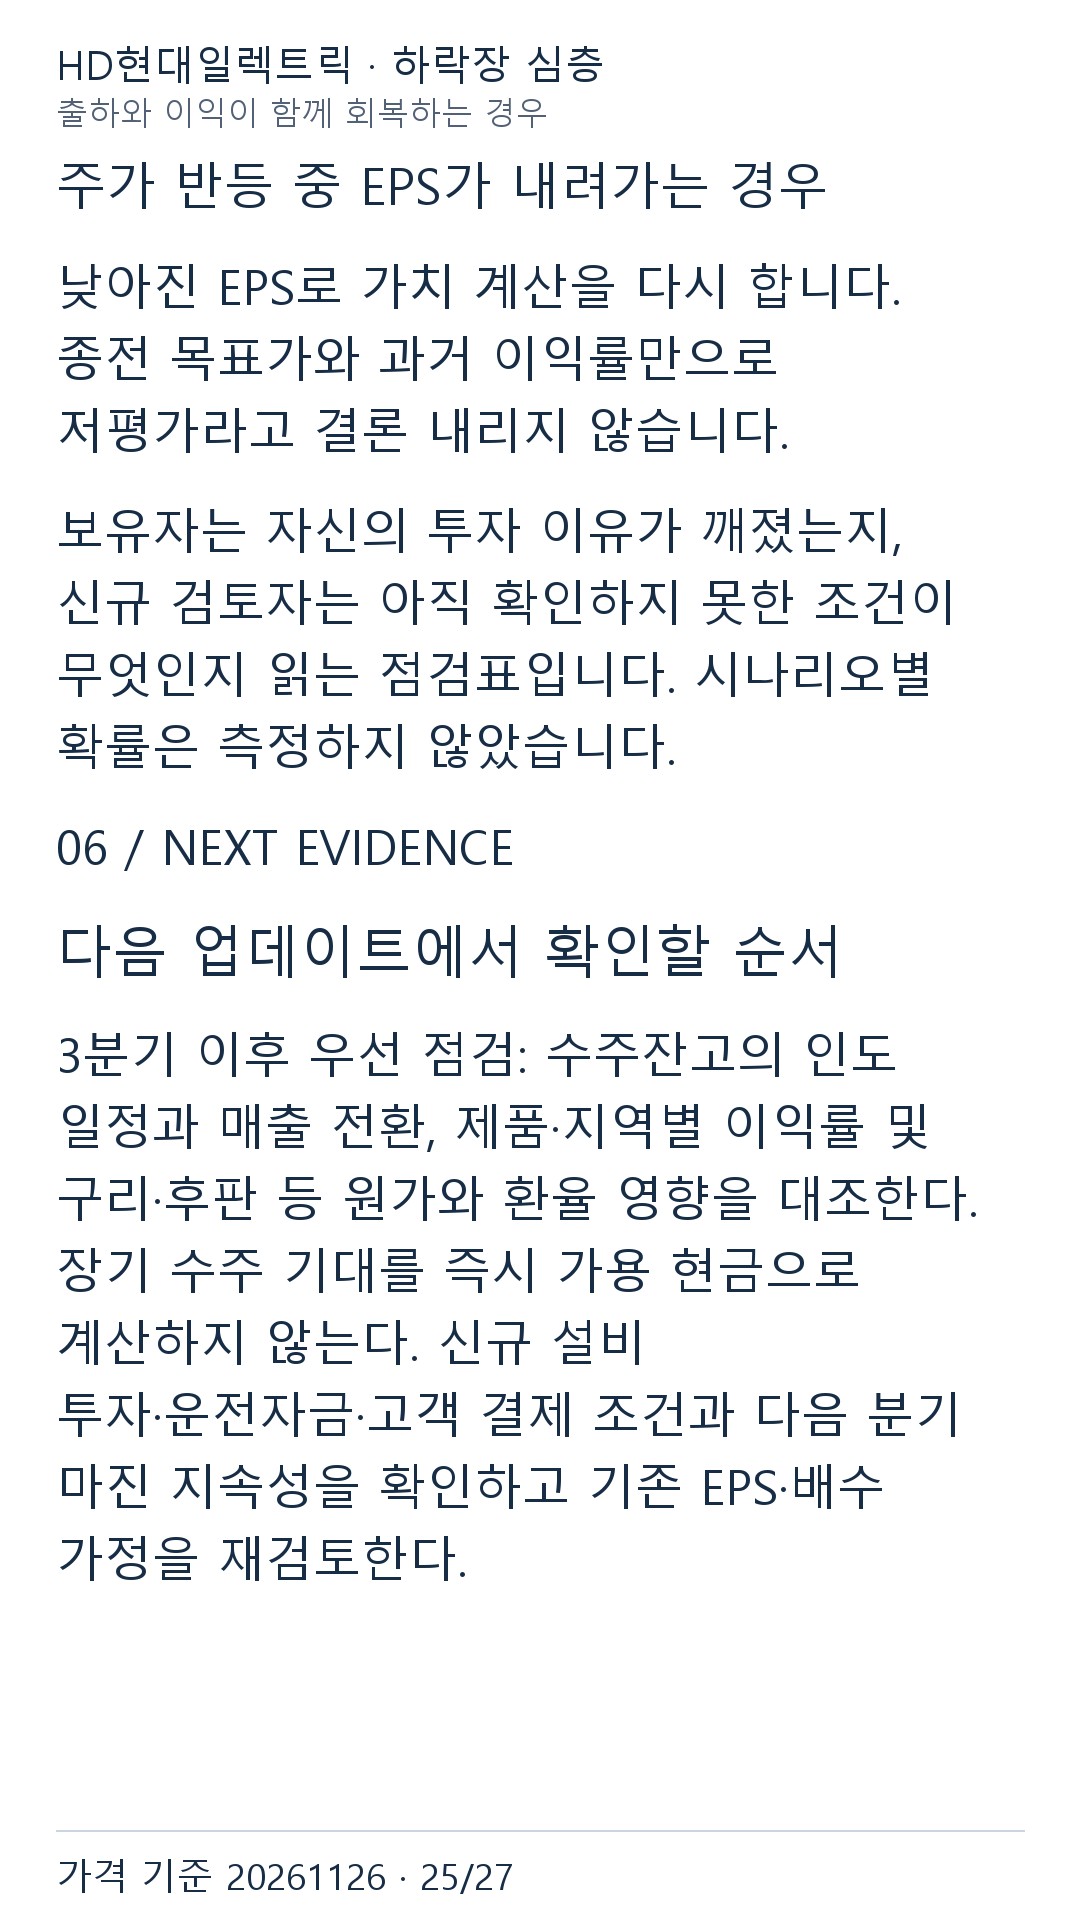 HD현대일렉트릭 · 하락장 심층
출하와 이익이 함께 회복하는 경우
주가 반등 중 EPS가 내려가는 경우
낮아진 EPS로 가치 계산을 다시 합니다.
종전 목표가와 과거 이익률만으로
저평가라고 결론 내리지 않습니다.
보유자는 자신의 투자 이유가 깨졌는지,
신규 검토자는 아직 확인하지 못한 조건이
무엇인지 읽는 점검표입니다. 시나리오별
확률은 측정하지 않았습니다.
06 / NEXT EVIDENCE
다음 업데이트에서 확인할 순서
3분기 이후 우선 점검: 수주잔고의 인도
일정과 매출 전환, 제품·지역별 이익률 및
구리·후판 등 원가와 환율 영향을 대조한다.
장기 수주 기대를 즉시 가용 현금으로
계산하지 않는다. 신규 설비
투자·운전자금·고객 결제 조건과 다음 분기
마진 지속성을 확인하고 기존 EPS·배수
가정을 재검토한다.
가격 기준 20261126 · 25/27